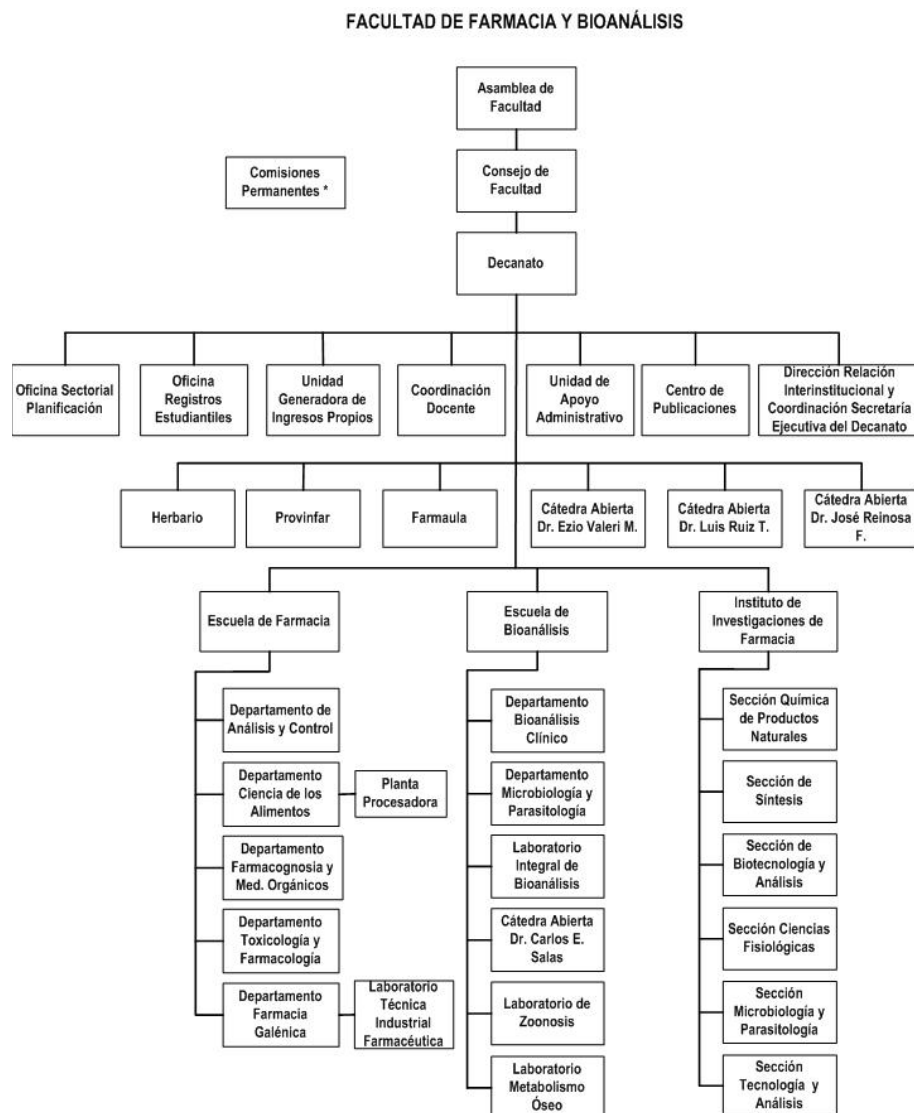 FACULTAD DE FARMACIA Y BIOANÁLISIS
Asamblea de
Facultad
Comisiones
Permanentes *
Consejo de
Facultad
Decanato
Oficina Sectorial
Planificación
Oficina
Registros
Estudiantiles
Unidad
Generadora de
Ingresos Propios
Coordinación
Docente
Unidad de
Apoyo
Administrativo
Centro de
Publicaciones
Dirección Relación
Interinstitucional y
Coordinación Secretaría
Ejecutiva del Decanato
Herbario
Provinfar
Farmaula
Cátedra Abierta
Dr. Ezio Valeri M.
Cátedra Abierta
Dr. Luis Ruiz T.
Cátedra Abierta
Dr. José Reinosa
F.
Escuela de Farmacia
Departamento de
Análisis y Control
Departamento
Ciencia de los
Alimentos
Planta
Procesadora
Departamento
Farmacognosia y
Med. Orgánicos
Departamento
Toxicología y
Farmacología
Departamento
Farmacia
Galénica
Laboratorio
Técnica
Industrial
Farmacéutica
Escuela de
Bioanálisis
Departamento
Bioanálisis
Clínico
Departamento
Microbiología y
Parasitología
Laboratorio
Integral de
Bioanálisis
Cátedra Abierta
Dr. Carlos E.
Salas
Laboratorio de
Zoonosis
Laboratorio
Metabolismo
Óseo
Instituto de
Investigaciones de
Farmacia
Sección Química
de Productos
Naturales
Sección de
Síntesis
Sección de
Biotecnología y
Análisis
Sección Ciencias
Fisiológicas
Sección
Microbiología y
Parasitología
Sección
Tecnología y
Análisis